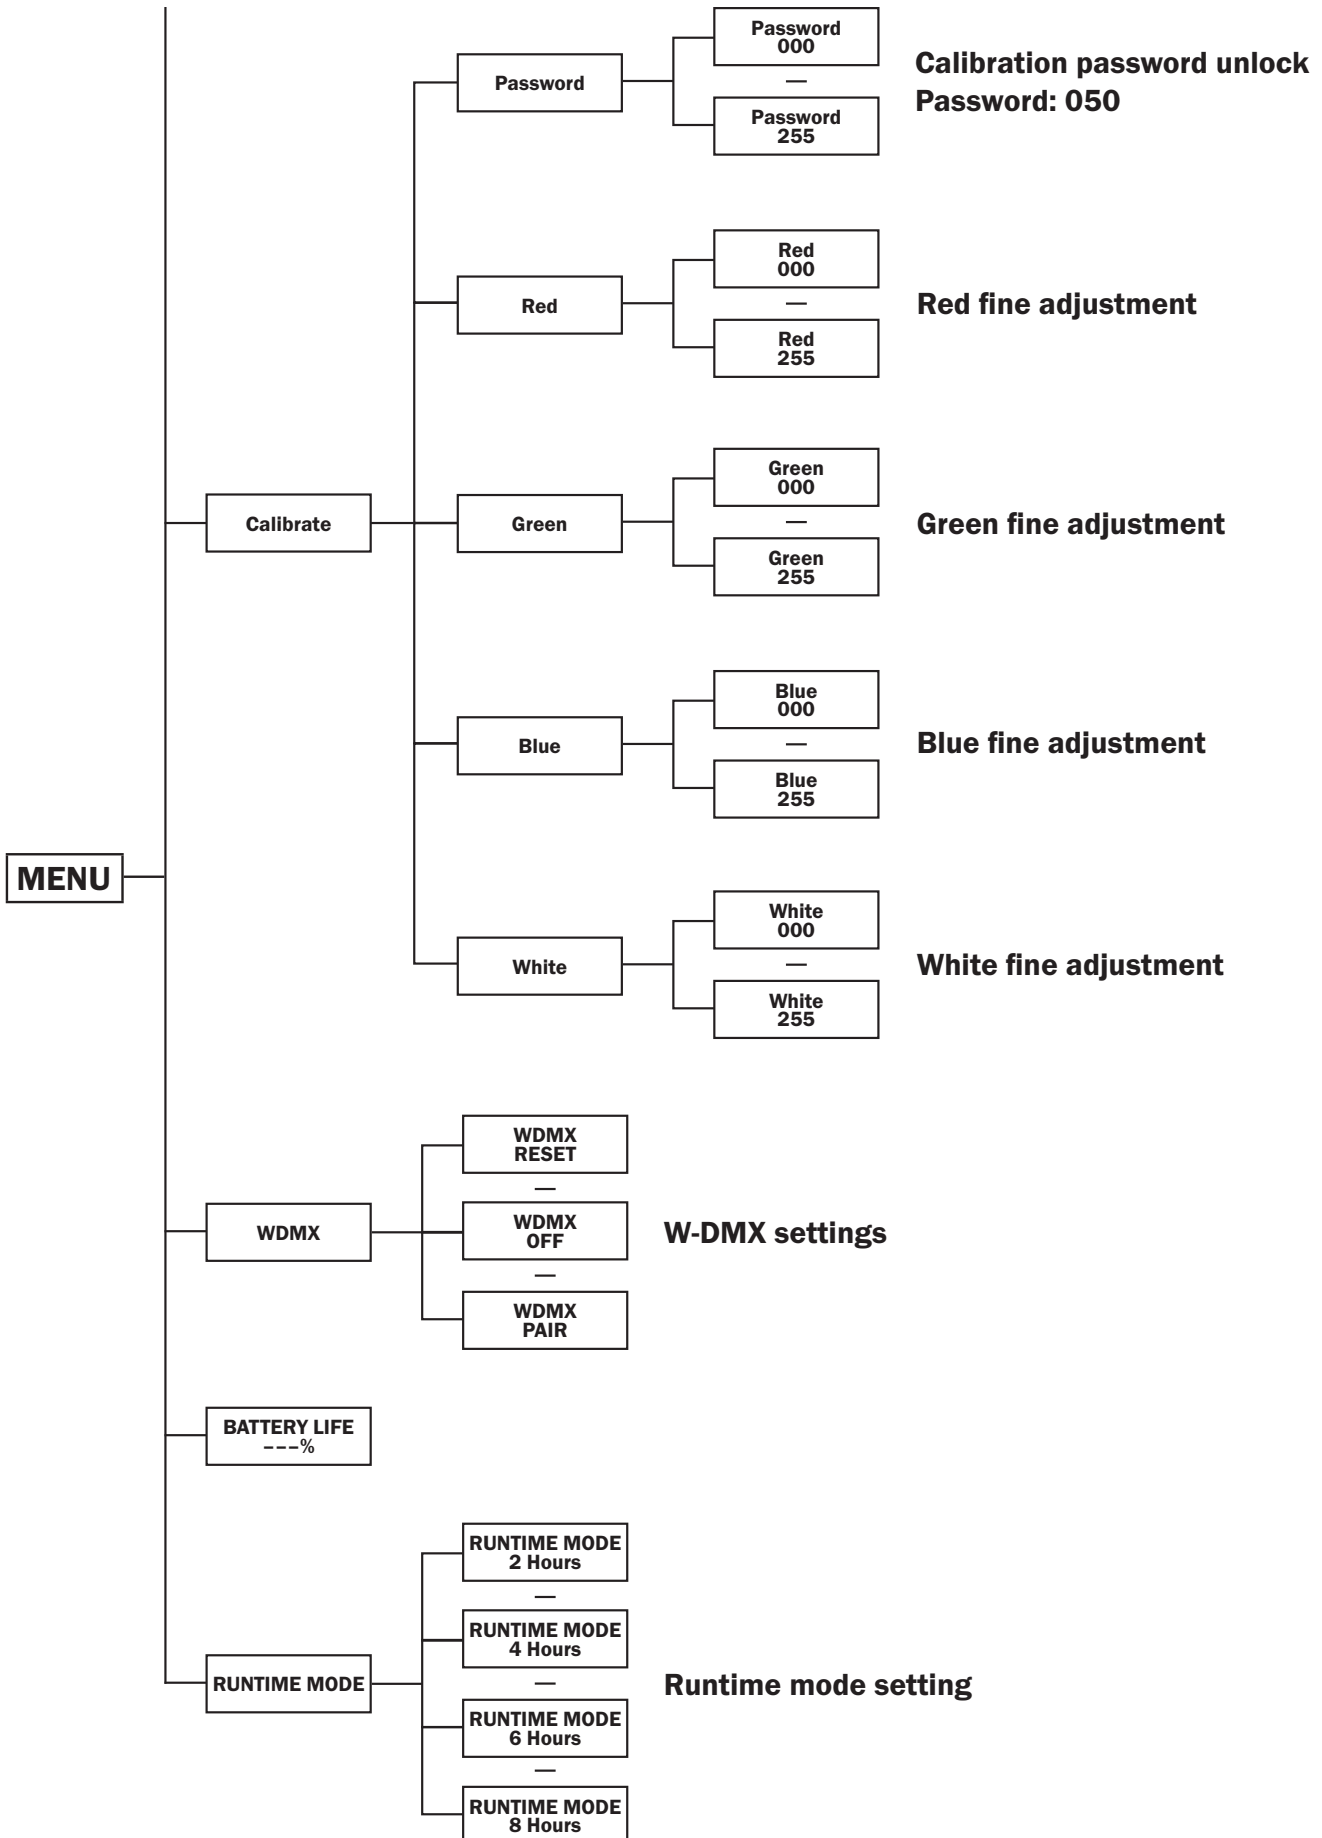 Password
000
—
Password
255
Password
Calibration password unlock
Password: 050
Red
Red
000
—
Red
255
Red fine adjustment
Calibrate
Green
Green
000
—
Green
255
Green fine adjustment
Blue
Blue
000
—
Blue
255
Blue fine adjustment
MENU
White
White
000
—
White
255
White fine adjustment
WDMX
WDMX
RESET
—
WDMX
OFF
—
WDMX
PAIR
W-DMX settings
BATTERY LIFE
---%
RUNTIME MODE
RUNTIME MODE
2 Hours
—
RUNTIME MODE
4 Hours
—
RUNTIME MODE
6 Hours
—
RUNTIME MODE
8 Hours
Runtime mode setting